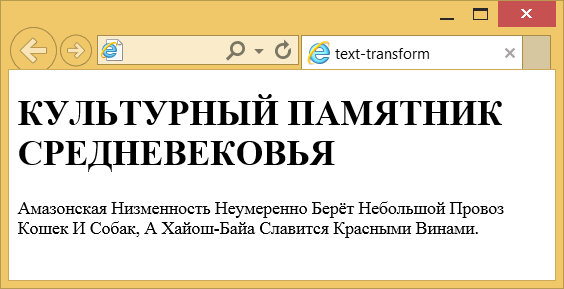 text-transform
КУЛЬТУРНЫЙ ПАМЯТНИК
СРЕДНЕВЕКОВЬЯ
Амазонская Низменность Неумеренно Берёт Небольшой Провоз
Кошек И Собак, А Хайош-Байа Славится Красными Винами.